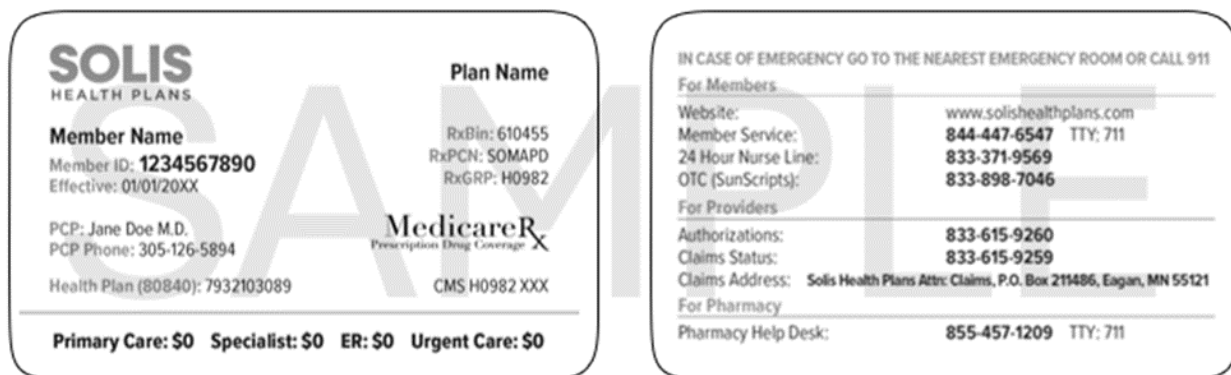 SOLIS
HEALTH PLANS
Plan Name
Member Name
Member ID: 1234567890
Effective: 01/01/20XX
RxBin: 610455
RxPCN: SOMAPD
RxGRP: H0982
PCP: Jane Doe M.D.
PCP Phone: 305-126-5894
MedicareRx
Prescription Drug Coverage
Health Plan (80840): 7932103089
CMS H0982 XXX
Primary Care: $0 Specialist: $0 ER: $0 Urgent Care: $0
IN CASE OF EMERGENCY GO TO THE NEAREST EMERGENCY ROOM OR CALL 911
For Members
Website: www.solishealthplans.com
Member Service: 844-447-6547 TTY: 711
24 Hour Nurse Line: 833-371-9569
OTC (SunScripts): 833-898-7046
For Providers
Authorizations: 833-615-9260
Claims Status: 833-615-9259
Claims Address: Solis Health Plans Attn: Claims, P.O. Box 211486, Eagan, MN 55121
For Pharmacy
Pharmacy Help Desk: 855-457-1209 TTY: 711
SAMPLE